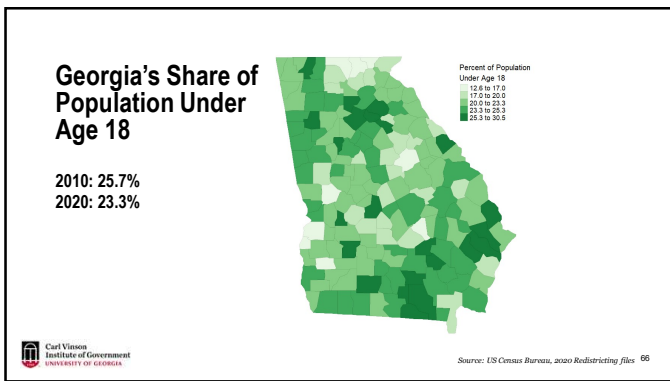 Georgia's Share of
Population Under
Age 18
2010: 25.7%
2020: 23.3%
Percent of Population
Under Age 18
12.6 to 17.0
17.0 to 20.0
20.0 to 23.3
23.3 to 25.3
25.3 to 30.5
Carl Vinson
Institute of Government
UNIVERSITY OF GEORGIA
Source: US Census Bureau, 2020 Redistricting files 66